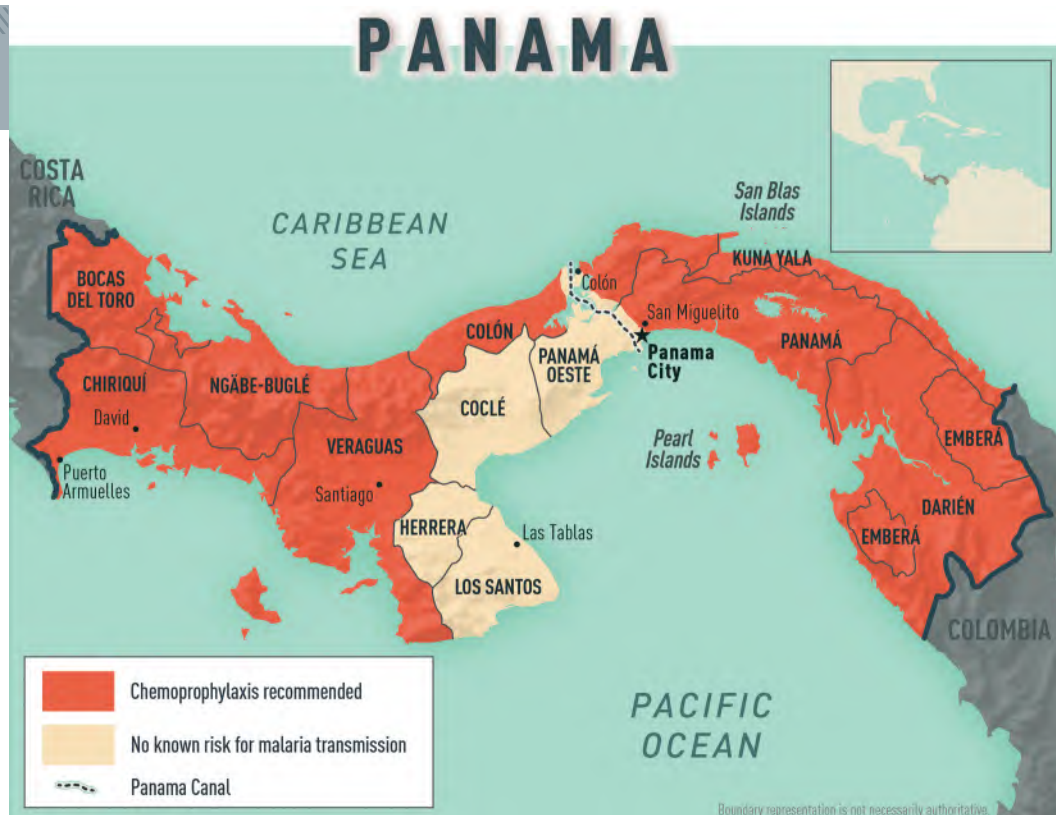 PANAMA
COSTA
RICA
CARIBBEAN
SEA
San Blas
Islands
BOCAS
DEL TORO
KUNA YALA
Colón
San Miguelito
COLÓN
PANAMÁ
Panama
City
PANAMÁ
OESTE
CHIRIQUÍ
NGÄBE-BUGLÉ
COCLÉ
David
VERAGUAS
Pearl
Islands
EMBERÁ
Puerto
Armuelles
Santiago
DARIÉN
HERRERA
Las Tablas
EMBERÁ
LOS SANTOS
COLOMBIA
Chemoprophylaxis recommended
No known risk for malaria transmission
Panama Canal
PACIFIC
OCEAN
Boundary representation is not necessarily authoritative.